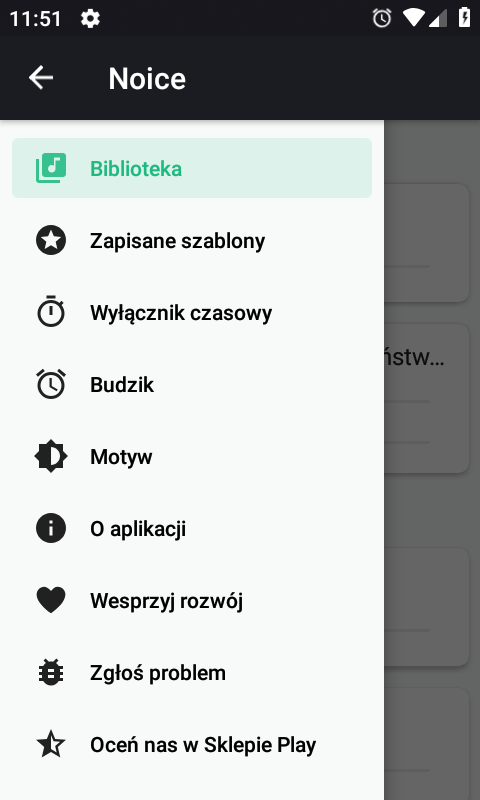 11:51
Noice
Biblioteka
Zapisane szablony
Wyłącznik czasowy
ństw…
Budzik
Motyw
O aplikacji
Wesprzyj rozwój
Zgłoś problem
Oceń nas w Sklepie Play